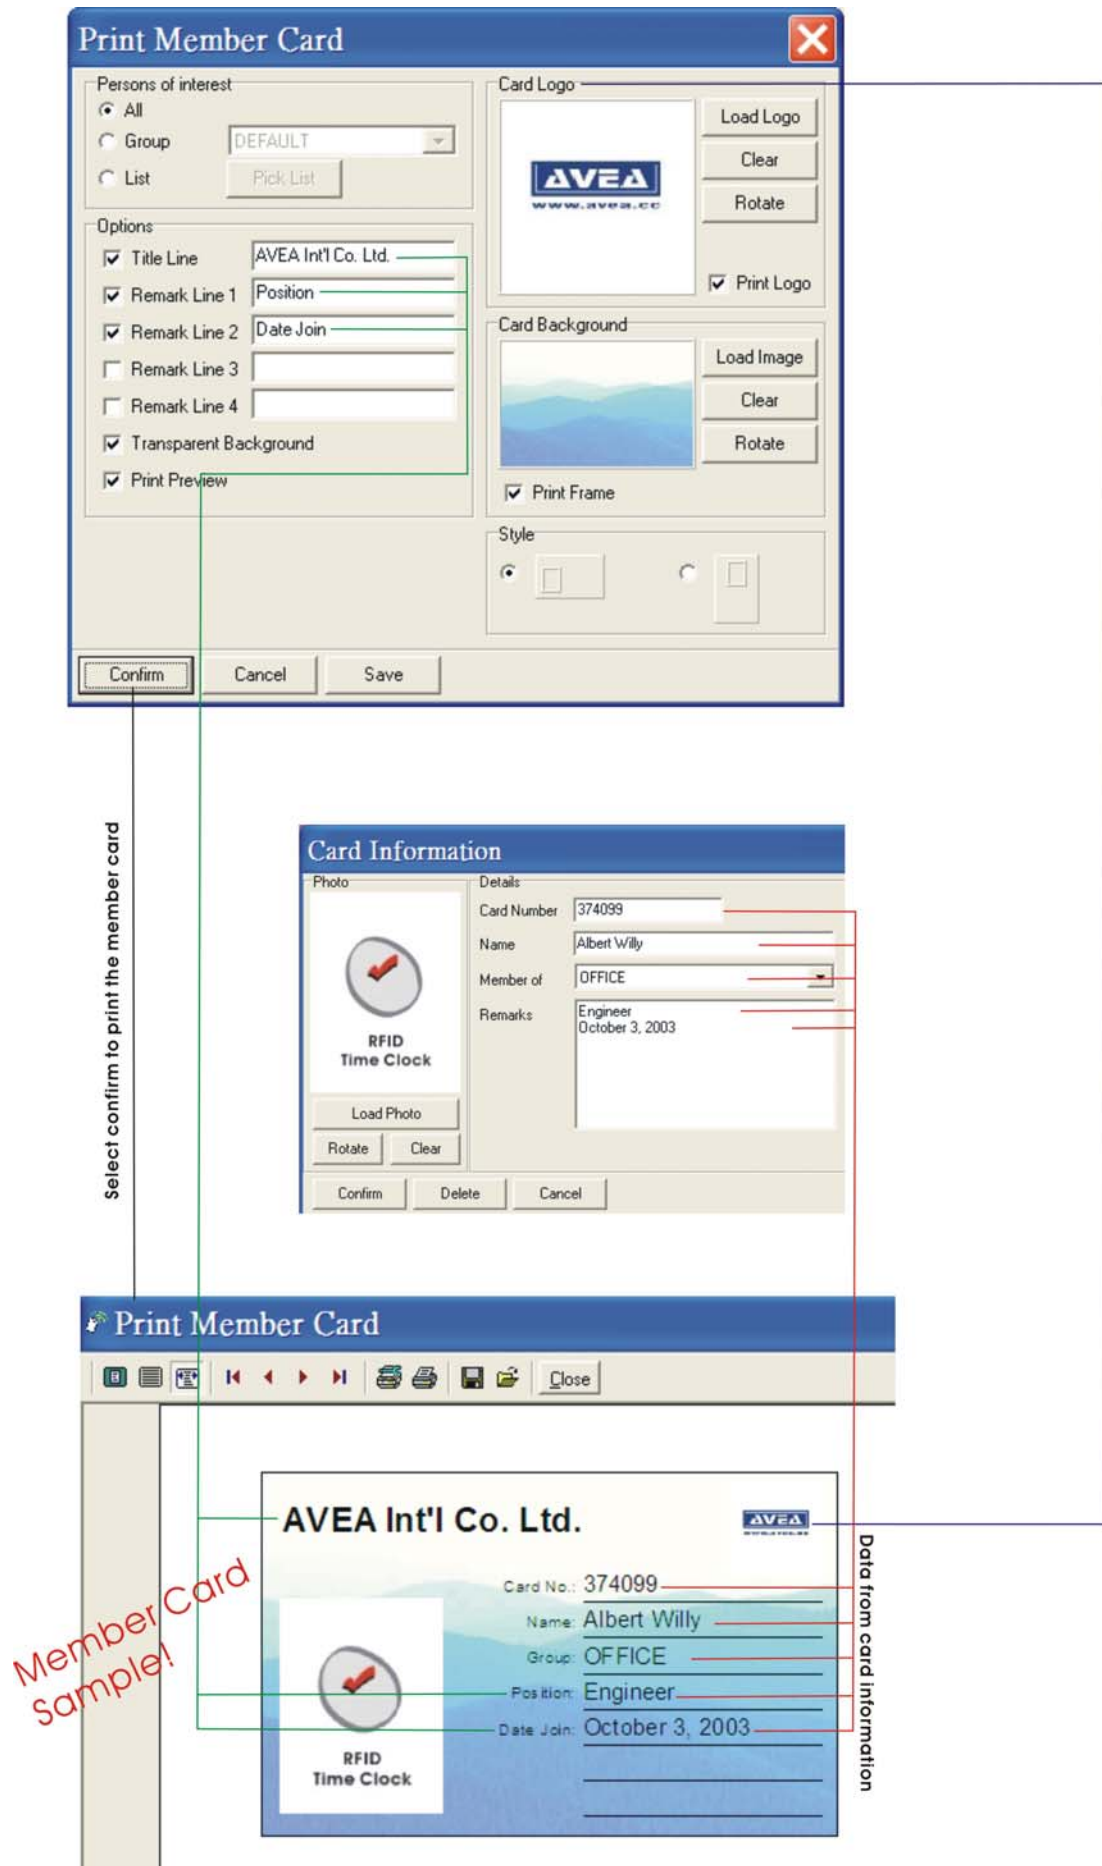 Print Member Card
Persons of interest
All
Group DEFAULT
List Pick List
Options
Title Line AVEA Int'l Co. Ltd.
Remark Line 1 Position
Remark Line 2 Date Join
Remark Line 3
Remark Line 4
Transparent Background
Print Preview
Card Logo
AVEA
www.avea.cc
Load Logo
Clear
Rotate
Print Logo
Card Background
Load Image
Clear
Rotate
Print Frame
Style
Confirm Cancel Save
Select confirm to print the member card
Card Information
Photo
RFID
Time Clock
Load Photo
Rotate Clear
Details
Card Number 374099
Name Albert Willy
Member of OFFICE
Remarks Engineer
October 3, 2003
Confirm Delete Cancel
Print Member Card
Close
Member Card
Sample!
AVEA Int'l Co. Ltd.
AVEA
Card No.: 374099
Name: Albert Willy
Group: OFFICE
Position: Engineer
Date Join: October 3, 2003
RFID
Time Clock
Data from card information